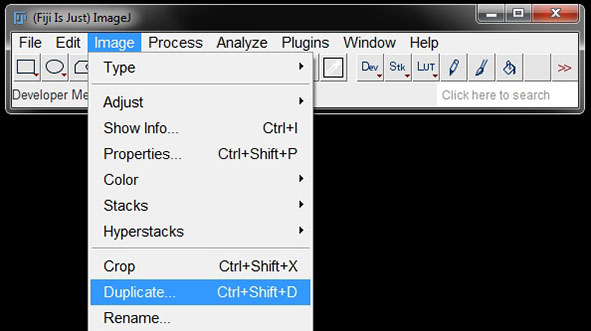 (Fiji Is Just) ImageJ
File Edit Image Process Analyze Plugins Window Help
Dev Stk LUT >>
Developer Me
Click here to search
Type
Adjust
Show Info... Ctrl+I
Properties... Ctrl+Shift+P
Color
Stacks
Hyperstacks
Crop Ctrl+Shift+X
Duplicate... Ctrl+Shift+D
Rename...